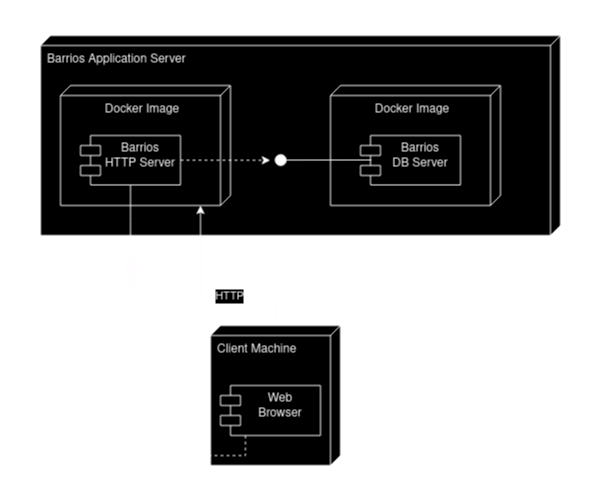 Barrios Application Server
Docker Image
Barrios
HTTP Server
Docker Image
Barrios
DB Server
HTTP
Client Machine
Web
Browser